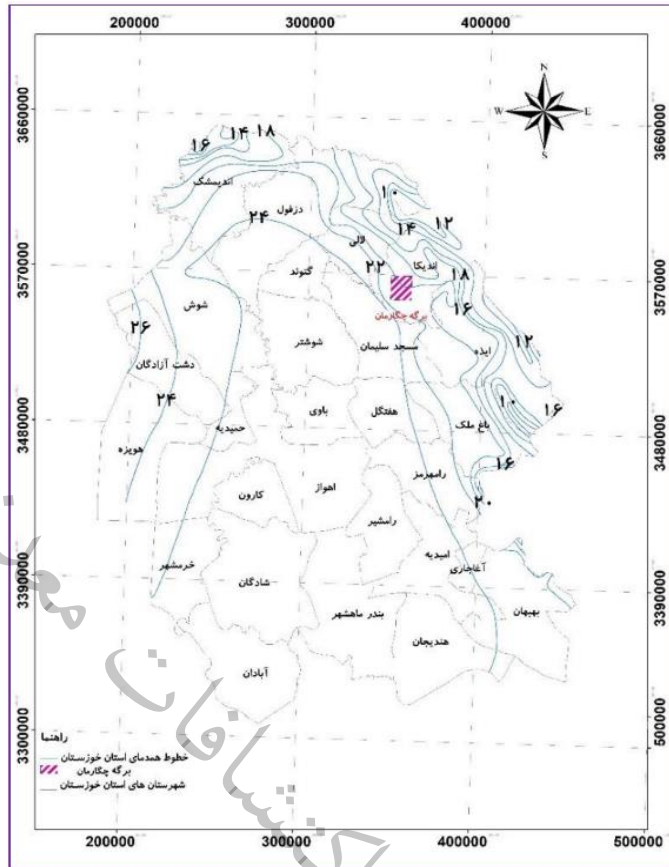 200000 300000 400000
N
W E
S
3660000 3660000
۱۶ ۱۴ ۱۸
اندیمشک
۱۰
دزفول
۲۴
۱۴ ۱۲
لالی
۲۲
اندیکا
۱۸
3570000 3570000
گتوند
شوش
برگه چگارمان
۱۶
۲۶
شوشتر
مسجد سلیمان
ایذه
۱۲
دشت آزادگان
۲۴
باوی
هفتگل
۱۰
۱۶
حمیدیه
باغ ملک
3480000 3480000
هویزه
۱۶
رامهرمز
کارون
اهواز
۲۰
رامشیر
امیدیه
آغاجاری
خرمشهر
شادگان
3390000 3390000
بندر ماهشهر
بهبهان
هندیجان
آبادان
3300000
راهنما
خطوط همدمای استان خوزستان
برگه چگارمان
شهرستان های استان خوزستان
200000 300000 400000 500000
اکتشافات